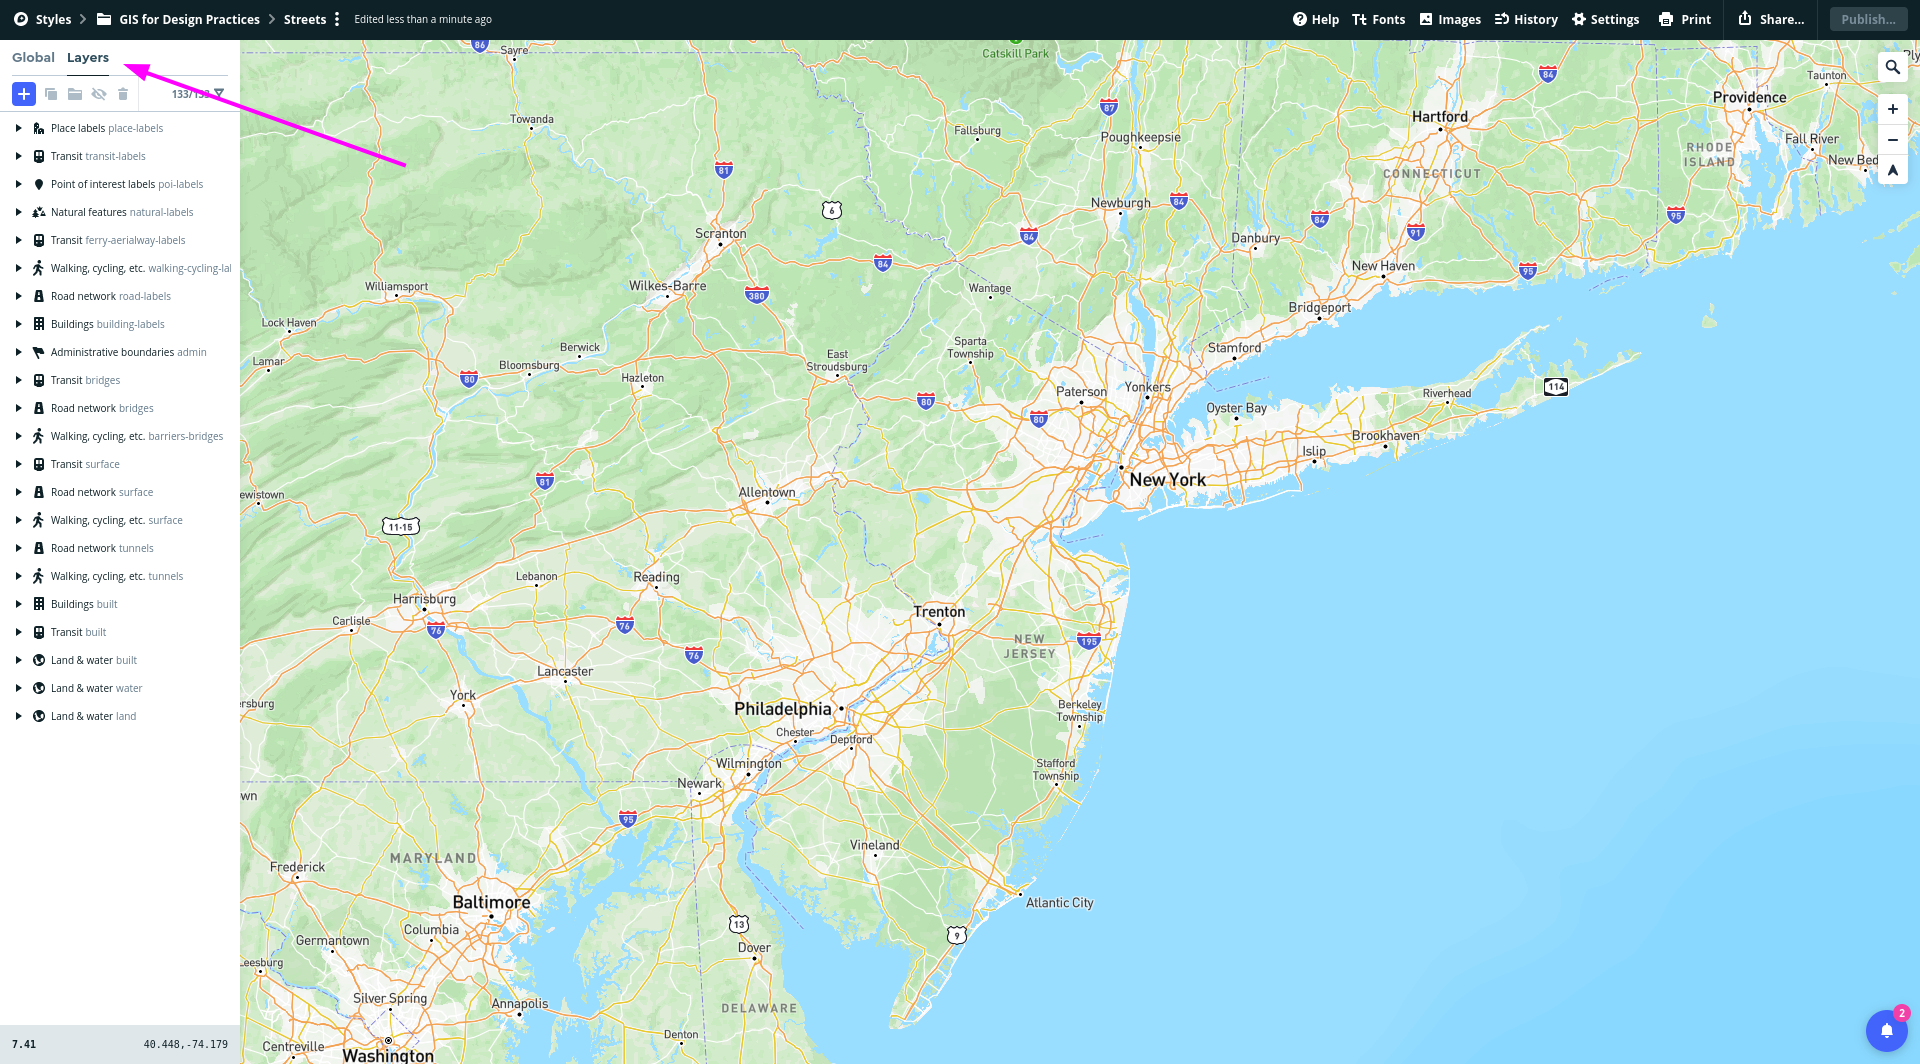 Styles GIS for Design Practices Streets Edited less than a minute ago Help Fonts Images History Settings Print Share... Publish...
Global Layers
Place labels place-labels
Transit transit-labels
Point of interest labels poi-labels
Natural features natural-labels
Transit ferry-aerialway-labels
Walking, cycling, etc. walking-cycling-lal
Road network road-labels
Buildings building-labels
Administrative boundaries admin
Transit bridges
Road network bridges
Walking, cycling, etc. barriers-bridges
Transit surface
Road network surface
Walking, cycling, etc. surface
Road network tunnels
Walking, cycling, etc. tunnels
Buildings built
Transit built
Land & water built
Land & water water
Land & water land
7.41 40.448,-74.179
86
Sayre
Catskill Park
84
Taunton
Providence
87
Hartford
Towanda
Fallsburg
Poughkeepsie
Fall River
RHODE
ISLAND
New Bed
81
CONNECTICUT
6
Newburgh
84
84
95
Scranton
84
91
Danbury
84
New Haven
95
Williamsport
Wilkes-Barre
380
Wantage
Bridgeport
Lock Haven
Sparta
Township
Stamford
Lamar
Berwick
Bloomsburg
East
Stroudsburg
80
Hazleton
Paterson
Yonkers
114
Riverhead
80
80
Oyster Bay
Brookhaven
Islip
81
New York
Allentown
ewistown
11-15
Lebanon
Reading
Harrisburg
Trenton
Carlisle
76
76
76
NEW
JERSEY
195
Lancaster
York
ersburg
Philadelphia
Berkeley
Township
Chester
Deptford
Wilmington
Stafford
Township
Newark
wn
95
Vineland
MARYLAND
Frederick
Baltimore
Atlantic City
13
Columbia
9
Germantown
Dover
Leesburg
Silver Spring
Annapolis
DELAWARE
Denton
Centreville
Washington
2